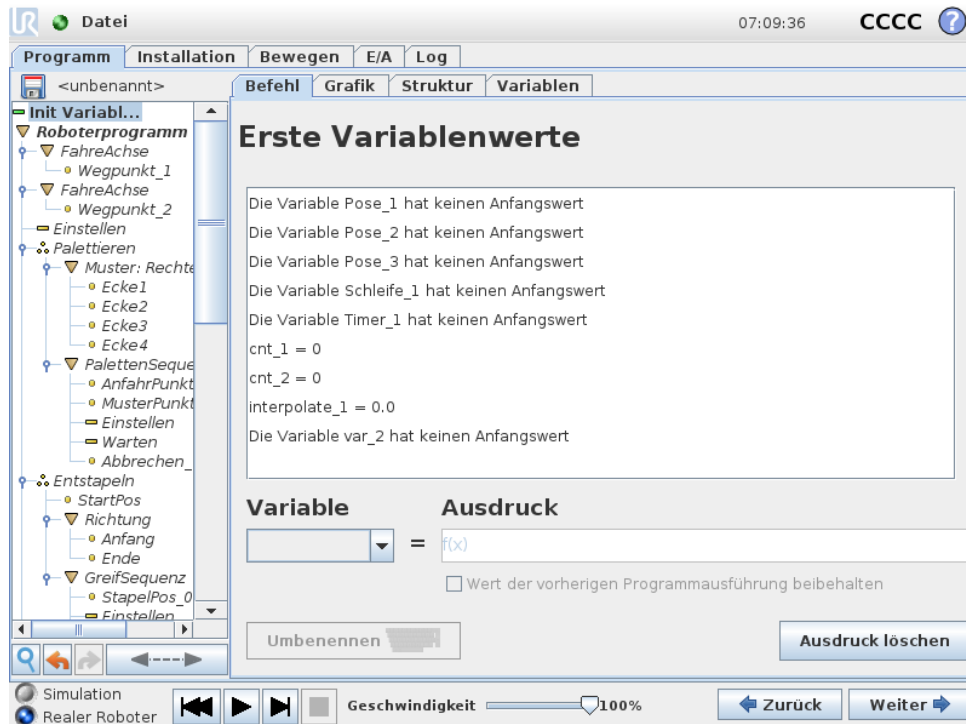 UR Datei 07:09:36 CCCC ?
Programm Installation Bewegen E/A Log
<unbenannt>
Befehl Grafik Struktur Variablen
Init Variabl...
Roboterprogramm
FahreAchse
Wegpunkt_1
FahreAchse
Wegpunkt_2
Einstellen
Palettieren
Muster: Rechte
Ecke1
Ecke2
Ecke3
Ecke4
PalettenSeque
AnfahrPunkt
MusterPunkt
Einstellen
Warten
Abbrechen_
Entstapeln
StartPos
Richtung
Anfang
Ende
GreifSequenz
StapelPos_0
Einstellen
Erste Variablenwerte
Die Variable Pose_1 hat keinen Anfangswert
Die Variable Pose_2 hat keinen Anfangswert
Die Variable Pose_3 hat keinen Anfangswert
Die Variable Schleife_1 hat keinen Anfangswert
Die Variable Timer_1 hat keinen Anfangswert
cnt_1 = 0
cnt_2 = 0
interpolate_1 = 0.0
Die Variable var_2 hat keinen Anfangswert
Variable Ausdruck
= f(x)
Wert der vorherigen Programmausführung beibehalten
Umbenennen Ausdruck löschen
Simulation
Realer Roboter
Geschwindigkeit 100% Zurück Weiter